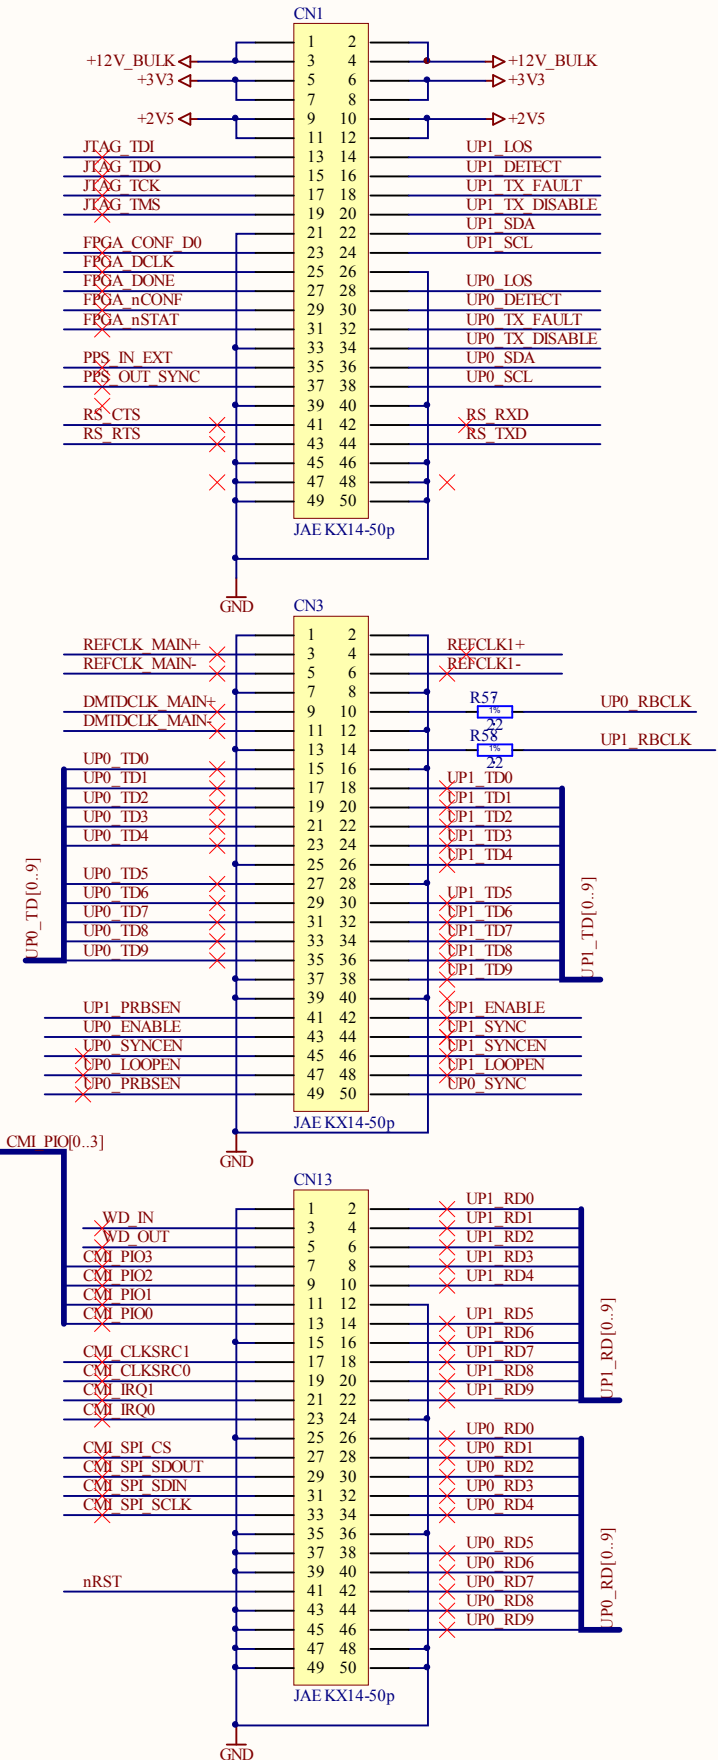 CN1
1 2
+12V_BULK 3 4 +12V_BULK
+3V3 5 6 +3V3
7 8
+2V5 9 10 +2V5
11 12
JTAG_TDI 13 14 UP1_LOS
JTAG_TDO 15 16 UP1_DETECT
JTAG_TCK 17 18 UP1_TX_FAULT
JTAG_TMS 19 20 UP1_TX_DISABLE
21 22 UP1_SDA
FPGA_CONF_D0 23 24 UP1_SCL
FPGA_DCLK 25 26
FPGA_DONE 27 28 UP0_LOS
FPGA_nCONF 29 30 UP0_DETECT
FPGA_nSTAT 31 32 UP0_TX_FAULT
33 34 UP0_TX_DISABLE
PPS_IN_EXT 35 36 UP0_SDA
PPS_OUT_SYNC 37 38 UP0_SCL
39 40
RS_CTS 41 42 RS_RXD
RS_RTS 43 44 RS_TXD
45 46
47 48
49 50
JAE KX14-50p
GND
CN3
1 2
REFCLK_MAIN+ 3 4 REFCLK1+
REFCLK_MAIN- 5 6 REFCLK1-
7 8
DMTDCLK_MAIN+ 9 10 R57 1% 22 UP0_RBCLK
DMTDCLK_MAIN- 11 12
13 14 R58 1% 22 UP1_RBCLK
UP0_TD0 15 16
UP0_TD1 17 18 UP1_TD0
UP0_TD2 19 20 UP1_TD1
UP0_TD3 21 22 UP1_TD2
UP0_TD4 23 24 UP1_TD3
25 26 UP1_TD4
UP0_TD5 27 28
UP0_TD6 29 30 UP1_TD5
UP0_TD7 31 32 UP1_TD6
UP0_TD8 33 34 UP1_TD7
UP0_TD9 35 36 UP1_TD8
37 38 UP1_TD9
UP0_TD[0..9]
UP1_TD[0..9]
39 40
UP1_PRBSEN 41 42 UP1_ENABLE
UP0_ENABLE 43 44 UP1_SYNC
UP0_SYNCEN 45 46 UP1_SYNCEN
UP0_LOOPEN 47 48 UP1_LOOPEN
UP0_PRBSEN 49 50 UP0_SYNC
JAE KX14-50p
GND
CMI_PIO[0..3]
CN13
1 2 UP1_RD0
WD_IN 3 4 UP1_RD1
WD_OUT 5 6 UP1_RD2
CMI_PIO3 7 8 UP1_RD3
CMI_PIO2 9 10 UP1_RD4
CMI_PIO1 11 12
CMI_PIO0 13 14 UP1_RD5
15 16 UP1_RD6
CMI_CLKSRC1 17 18 UP1_RD7
CMI_CLKSRC0 19 20 UP1_RD8
CMI_IRQ1 21 22 UP1_RD9
UP1_RD[0..9]
CMI_IRQ0 23 24
25 26 UP0_RD0
CMI_SPI_CS 27 28 UP0_RD1
CMI_SPI_SDOUT 29 30 UP0_RD2
CMI_SPI_SDIN 31 32 UP0_RD3
CMI_SPI_SCLK 33 34 UP0_RD4
35 36
37 38 UP0_RD5
39 40 UP0_RD6
nRST 41 42 UP0_RD7
43 44 UP0_RD8
45 46 UP0_RD9
UP0_RD[0..9]
47 48
49 50
JAE KX14-50p
GND